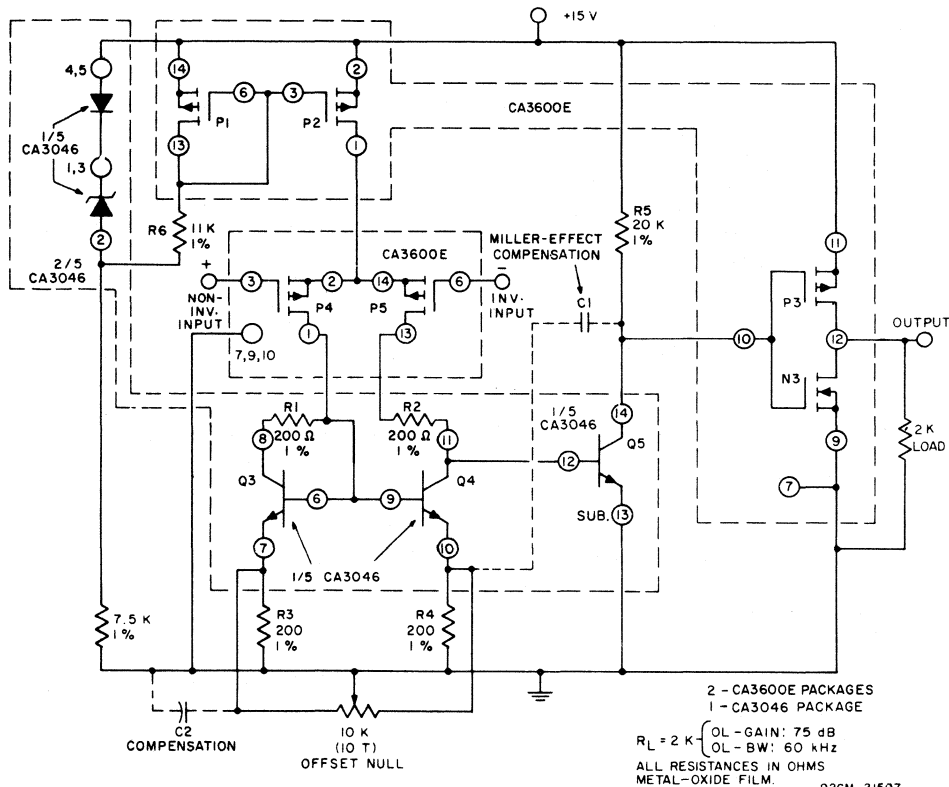 +15 V
4,5
14
2
CA3600E
6
3
P1
P2
1/5
CA3046
1,3
13
1
2
R6
11 K
1%
R5
20 K
1%
2/5
CA3046
MILLER-EFFECT
COMPENSATION
C1
CA3600E
11
+
3
2
14
6
−
NON-
INV.
INPUT
P4
P5
INV.
INPUT
P3
1
13
7,9,10
10
12
OUTPUT
N3
R1
200 Ω
1%
R2
200 Ω
1%
1/5
CA3046
14
8
11
Q5
9
2 K
LOAD
12
Q3
Q4
6
9
7
SUB.
13
7
10
1/5 CA3046
7.5 K
1%
R3
200
1%
R4
200
1%
C2
COMPENSATION
10 K
(10 T)
OFFSET NULL
2 - CA3600E PACKAGES
1 - CA3046 PACKAGE
RL = 2 K { OL-GAIN: 75 dB
OL-BW: 60 kHz
ALL RESISTANCES IN OHMS
METAL-OXIDE FILM.